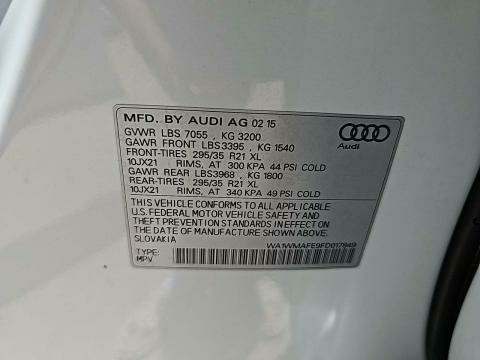 MFD. BY AUDI AG 02 15
GVWR LBS 7055 , KG 3200
GAWR FRONT LBS3395 , KG 1540
FRONT-TIRES 295/35 R21 XL
10JX21 RIMS, AT 300 KPA 44 PSI COLD
GAWR REAR LBS3968 , KG 1800
REAR-TIRES 295/35 R21 XL
10JX21 RIMS, AT 340 KPA 49 PSI COLD
Audi
THIS VEHICLE CONFORMS TO ALL APPLICABLE
U.S. FEDERAL MOTOR VEHICLE SAFETY AND
THEFT PREVENTION STANDARDS IN EFFECT ON
THE DATE OF MANUFACTURE SHOWN ABOVE.
SLOVAKIA
TYPE:
MPV